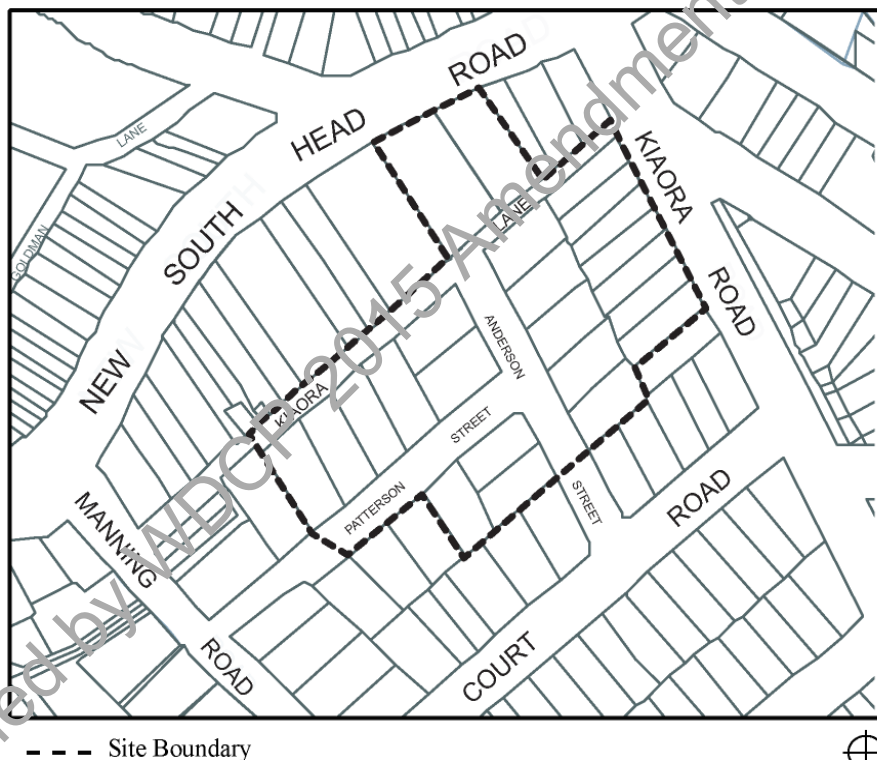 ROAD
HEAD
SOUTH
NEW
LANE
GOLDMAN
KIAORA
ROAD
LANE
ANDERSON
KIAORA
STREET
PATTERSON
STREET
ROAD
MANNING
ROAD
COURT
ed by WDCP 2015 Amendment
Site Boundary